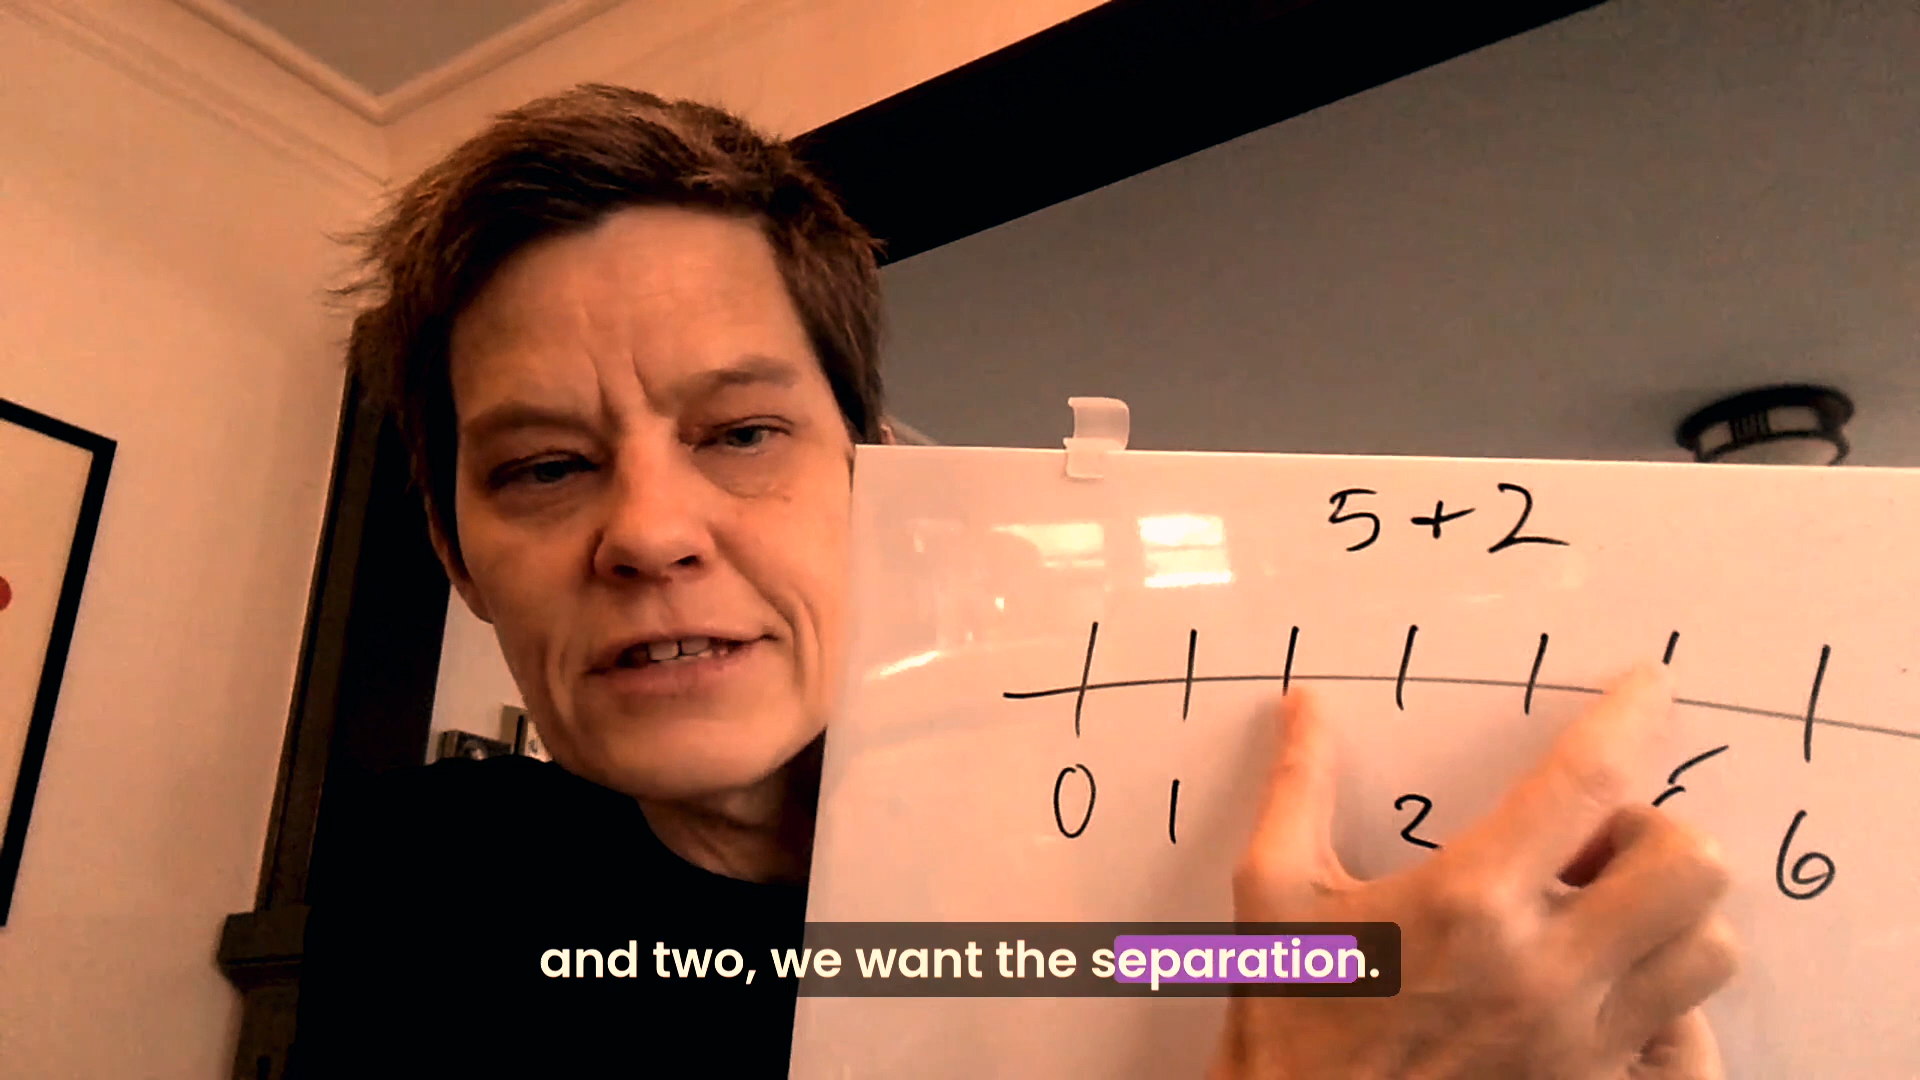 5 + 2
0 1 2 6
and two, we want the separation.